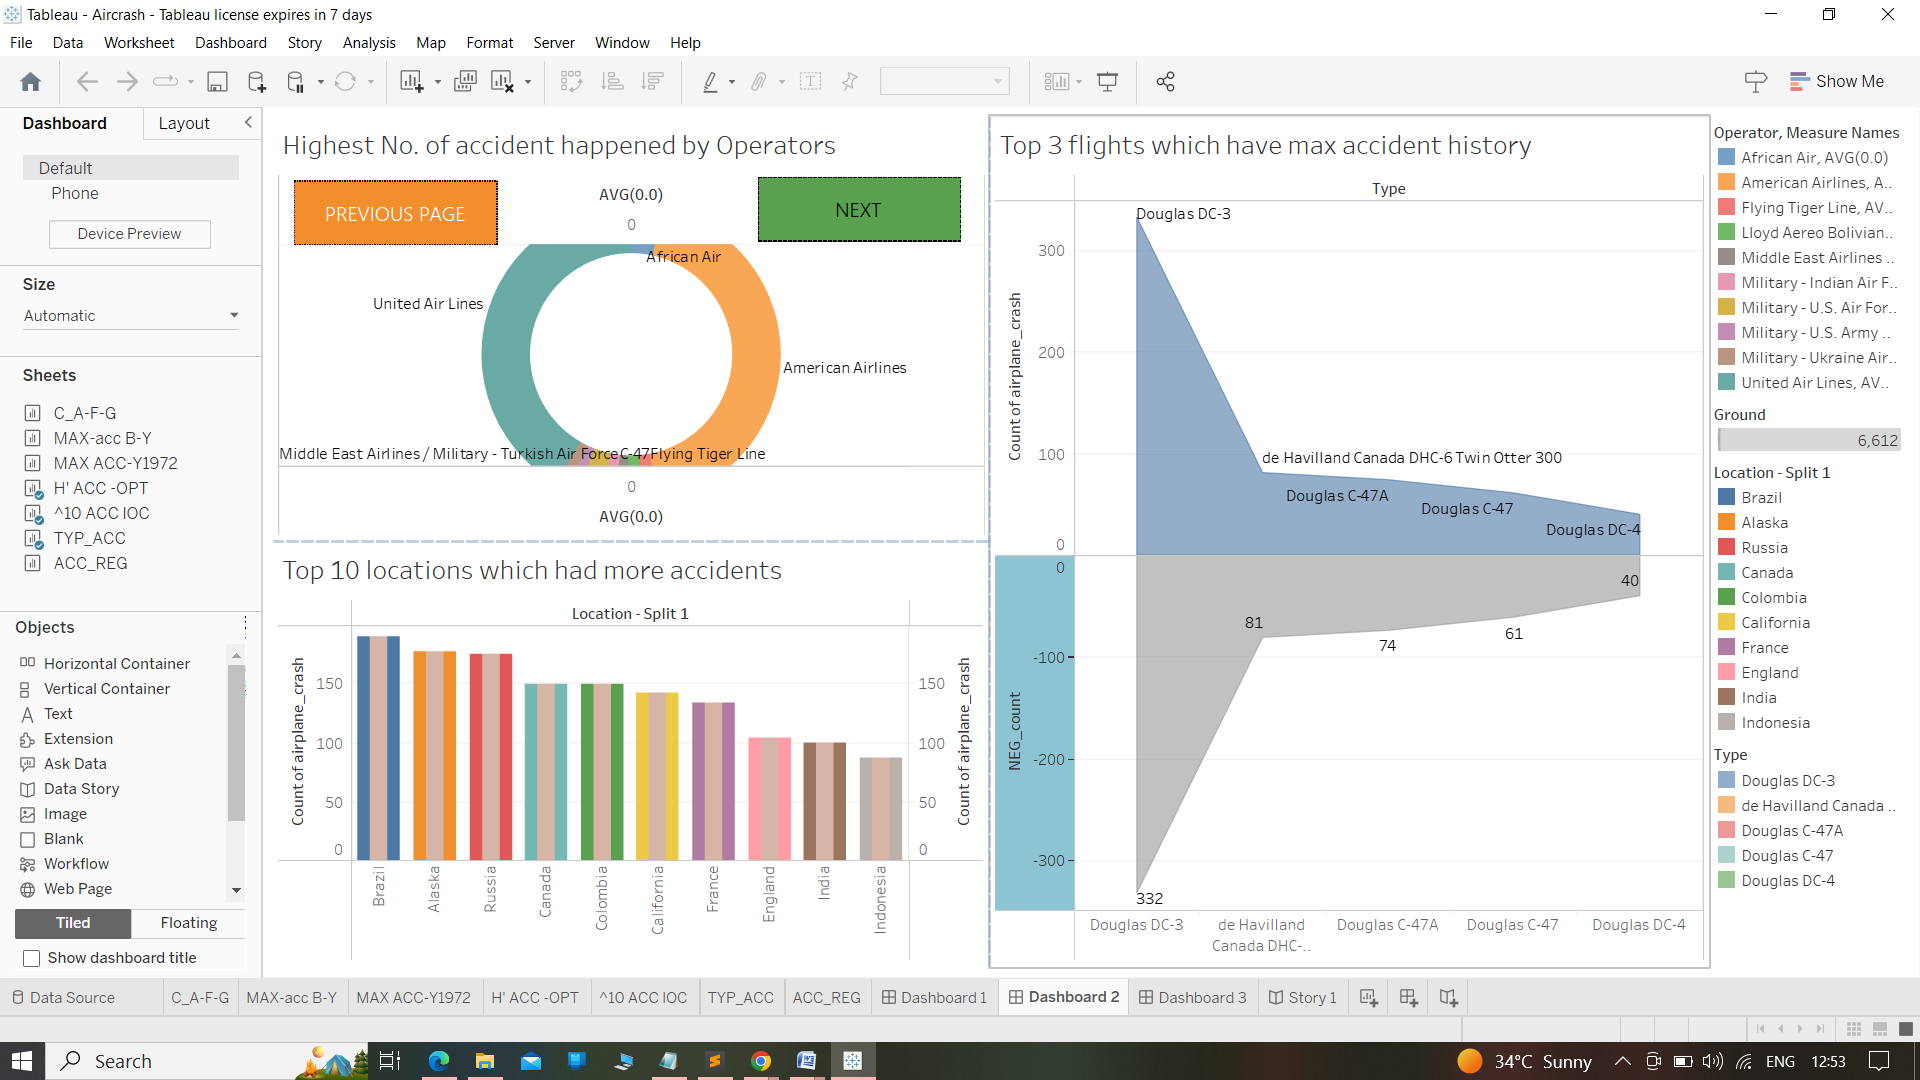 Tableau - Aircrash - Tableau license expires in 7 days
File Data Worksheet Dashboard Story Analysis Map Format Server Window Help
Show Me
Dashboard Layout
Default
Phone
Device Preview
Size
Automatic
Sheets
C_A-F-G
MAX-acc B-Y
MAX ACC-Y1972
H' ACC -OPT
^10 ACC lOC
TYP_ACC
ACC_REG
Objects
Horizontal Container
Vertical Container
Text
Extension
Ask Data
Data Story
Image
Blank
Workflow
Web Page
Tiled Floating
Show dashboard title
Highest No. of accident happened by Operators
PREVIOUS PAGE
AVG(0.0)
0
NEXT
African Air
United Air Lines
American Airlines
Middle East Airlines / Military - Turkish Air Force C-47 Flying Tiger Line
0
AVG(0.0)
Top 10 locations which had more accidents
Location - Split 1
Count of airplane_crash
150
100
50
0
150
100
50
0
Count of airplane_crash
Brazil
Alaska
Russia
Canada
Colombia
California
France
England
India
Indonesia
Top 3 flights which have max accident history
Type
Count of airplane_crash
300
200
100
0
Douglas DC-3
de Havilland Canada DHC-6 Twin Otter 300
Douglas C-47A
Douglas C-47
Douglas DC-4
NEG_count
0
-100
-200
-300
40
81
74
61
332
Douglas DC-3
de Havilland
Canada DHC-..
Douglas C-47A
Douglas C-47
Douglas DC-4
Operator, Measure Names
African Air, AVG(0.0)
American Airlines, A..
Flying Tiger Line, AV..
Lloyd Aereo Bolivian..
Middle East Airlines ..
Military - Indian Air F..
Military - U.S. Air For..
Military - U.S. Army ..
Military - Ukraine Air..
United Air Lines, AV..
Ground
6,612
Location - Split 1
Brazil
Alaska
Russia
Canada
Colombia
California
France
England
India
Indonesia
Type
Douglas DC-3
de Havilland Canada ..
Douglas C-47A
Douglas C-47
Douglas DC-4
Data Source C_A-F-G MAX-acc B-Y MAX ACC-Y1972 H' ACC -OPT ^10 ACC lOC TYP_ACC ACC_REG Dashboard 1 Dashboard 2 Dashboard 3 Story 1
Search
34°C Sunny ENG 12:53